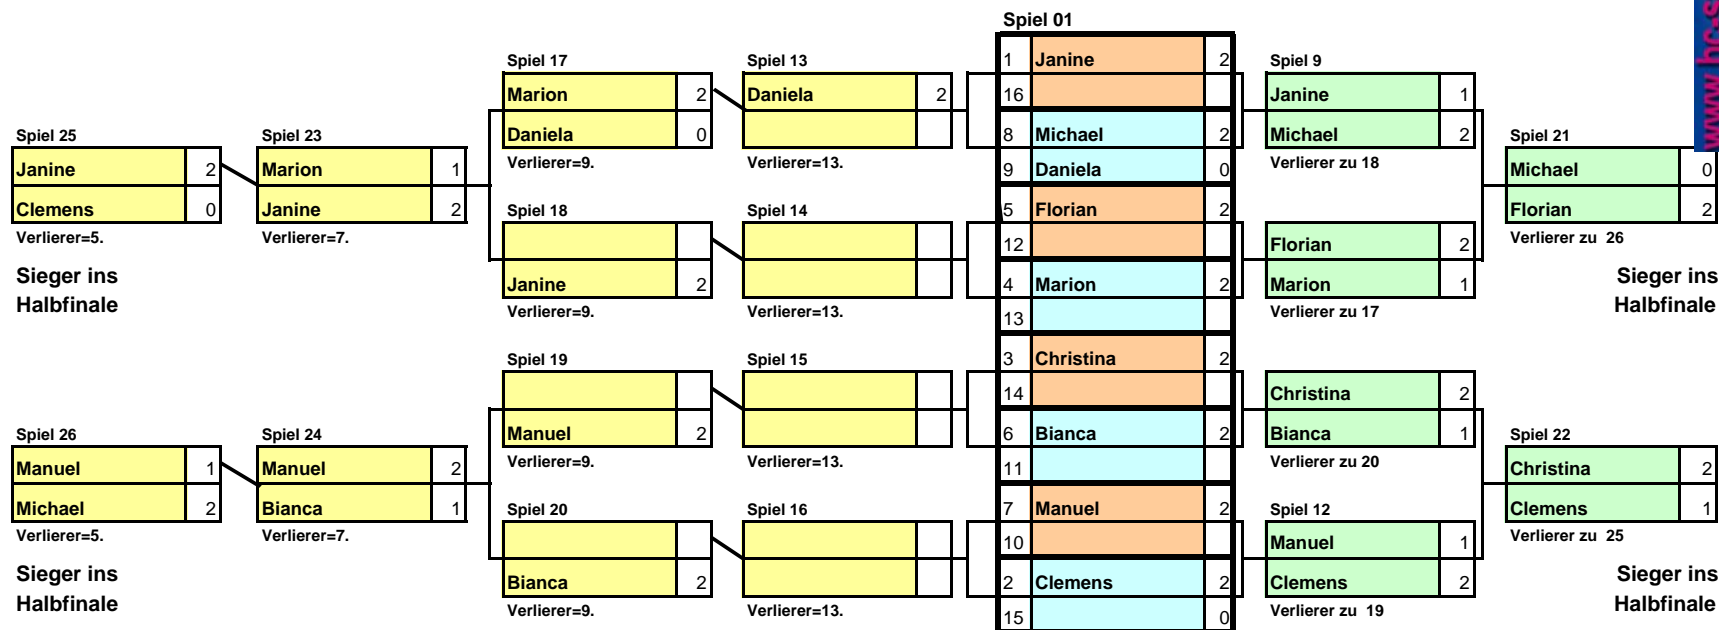 Spiel 01
Spiel 17 Spiel 13 1 Janine 2 Spiel 9
Marion 2 Daniela 2 16 Janine 1
Spiel 25 Spiel 23 Daniela 0 8 Michael 2 Michael 2 Spiel 21
Janine 2 Marion 1 Verlierer=9. Verlierer=13. 9 Daniela 0 Verlierer zu 18 Michael 0
Clemens 0 Janine 2 Spiel 18 Spiel 14 5 Florian 2 Florian 2
Verlierer=5. Verlierer=7. 12 Florian 2 Verlierer zu 26
Sieger ins Janine 2 4 Marion 2 Marion 1 Sieger ins
Halbfinale Verlierer=9. Verlierer=13. 13 Verlierer zu 17 Halbfinale
Spiel 19 Spiel 15 3 Christina 2
14 Christina 2
Spiel 26 Spiel 24 Manuel 2 6 Bianca 2 Bianca 1 Spiel 22
Manuel 1 Manuel 2 Verlierer=9. Verlierer=13. 11 Verlierer zu 20 Christina 2
Michael 2 Bianca 1 Spiel 20 Spiel 16 7 Manuel 2 Spiel 12 Clemens 1
Verlierer=5. Verlierer=7. 10 Manuel 1 Verlierer zu 25
Sieger ins Bianca 2 2 Clemens 2 Clemens 2 Sieger ins
Halbfinale Verlierer=9. Verlierer=13. 15 0 Verlierer zu 19 Halbfinale